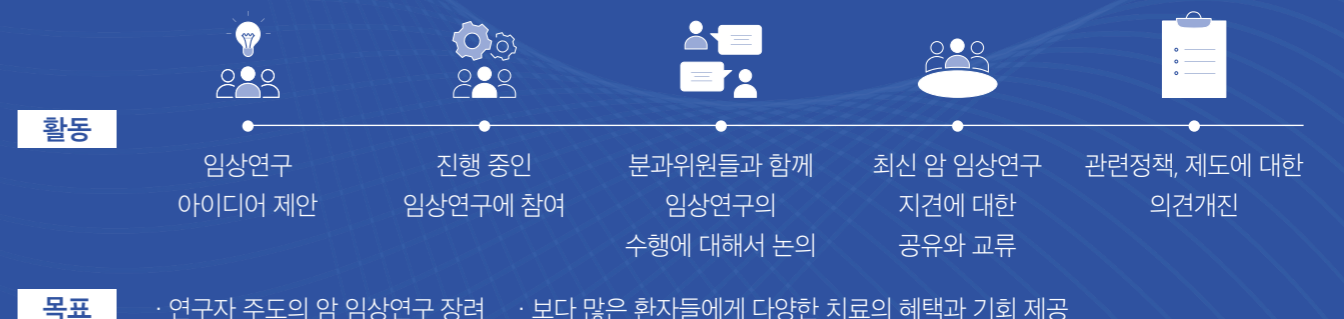 활동
임상연구
아이디어 제안
진행 중인
임상연구에 참여
분과위원들과 함께
임상연구의
수행에 대해서 논의
최신 암 임상연구
지견에 대한
공유와 교류
관련정책, 제도에 대한
의견개진
목표
· 연구자 주도의 암 임상연구 장려 · 보다 많은 환자들에게 다양한 치료의 혜택과 기회 제공